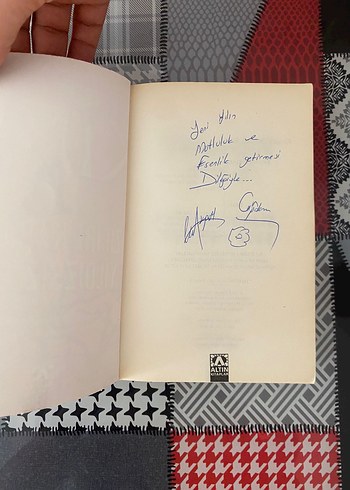 Yeni Yılın
Mutluluk ve
Esenlik getirmesi
Dileğiyle...
ALTIN
KİTAPLAR